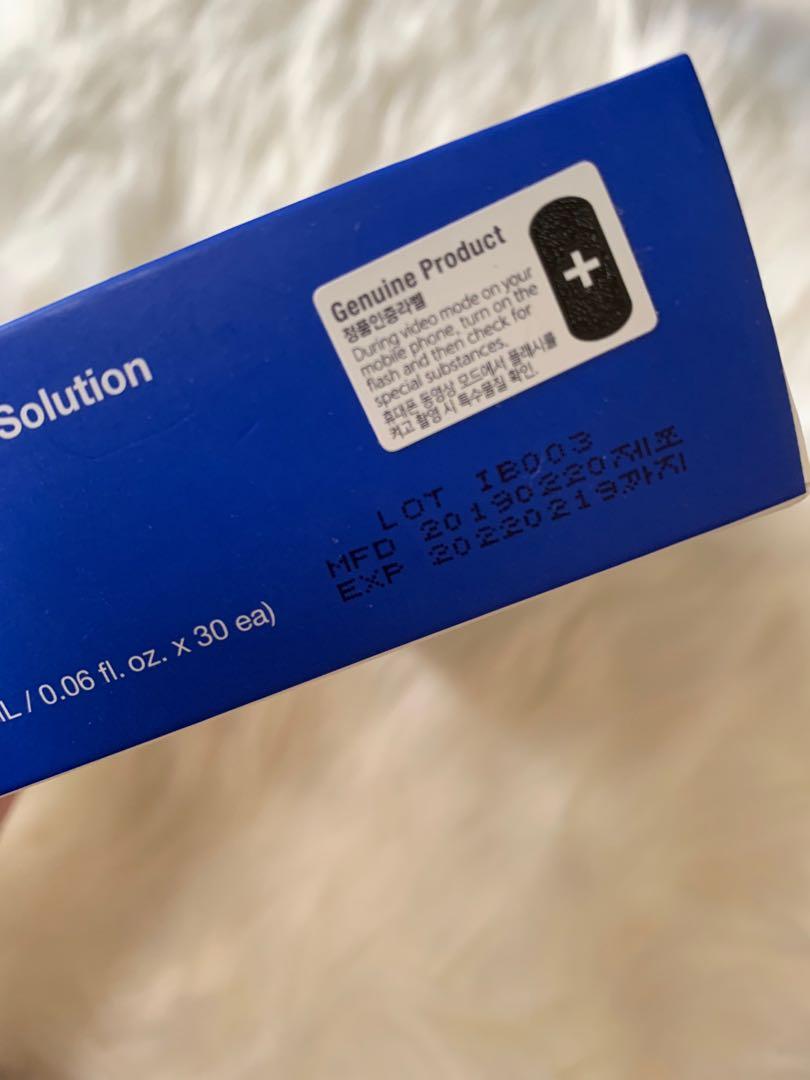 Solution
Genuine Product
정품인증라벨
During video mode on your
mobile phone, turn on the
flash and then check for
special substances.
휴대폰 동영상 모드에서 플래시를
켜고 촬영 시 특수물질 확인.
LOT IB003
MFD 20190220제조
EXP 20220219까지
L / 0.06 fl. oz. x 30 ea)